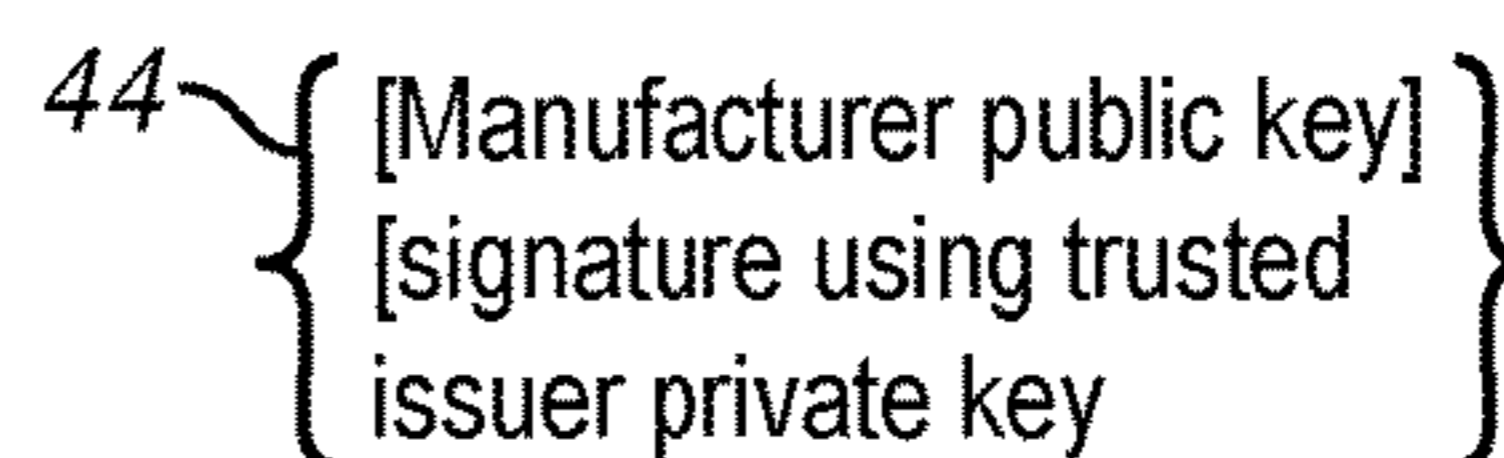 44 [Manufacturer public key]
[signature using trusted
issuer private key